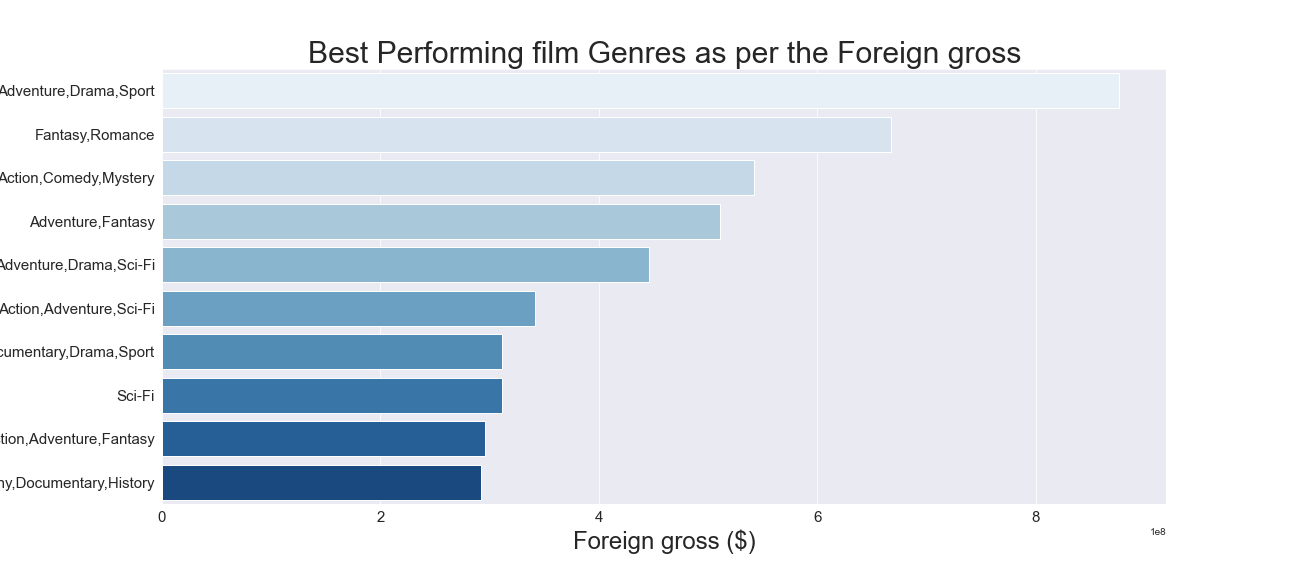 Best Performing film Genres as per the Foreign gross
Adventure,Drama,Sport
Fantasy,Romance
Action,Comedy,Mystery
Adventure,Fantasy
Adventure,Drama,Sci-Fi
Action,Adventure,Sci-Fi
cumentary,Drama,Sport
Sci-Fi
tion,Adventure,Fantasy
hy,Documentary,History
0 2 4 6 8
1e8
Foreign gross ($)